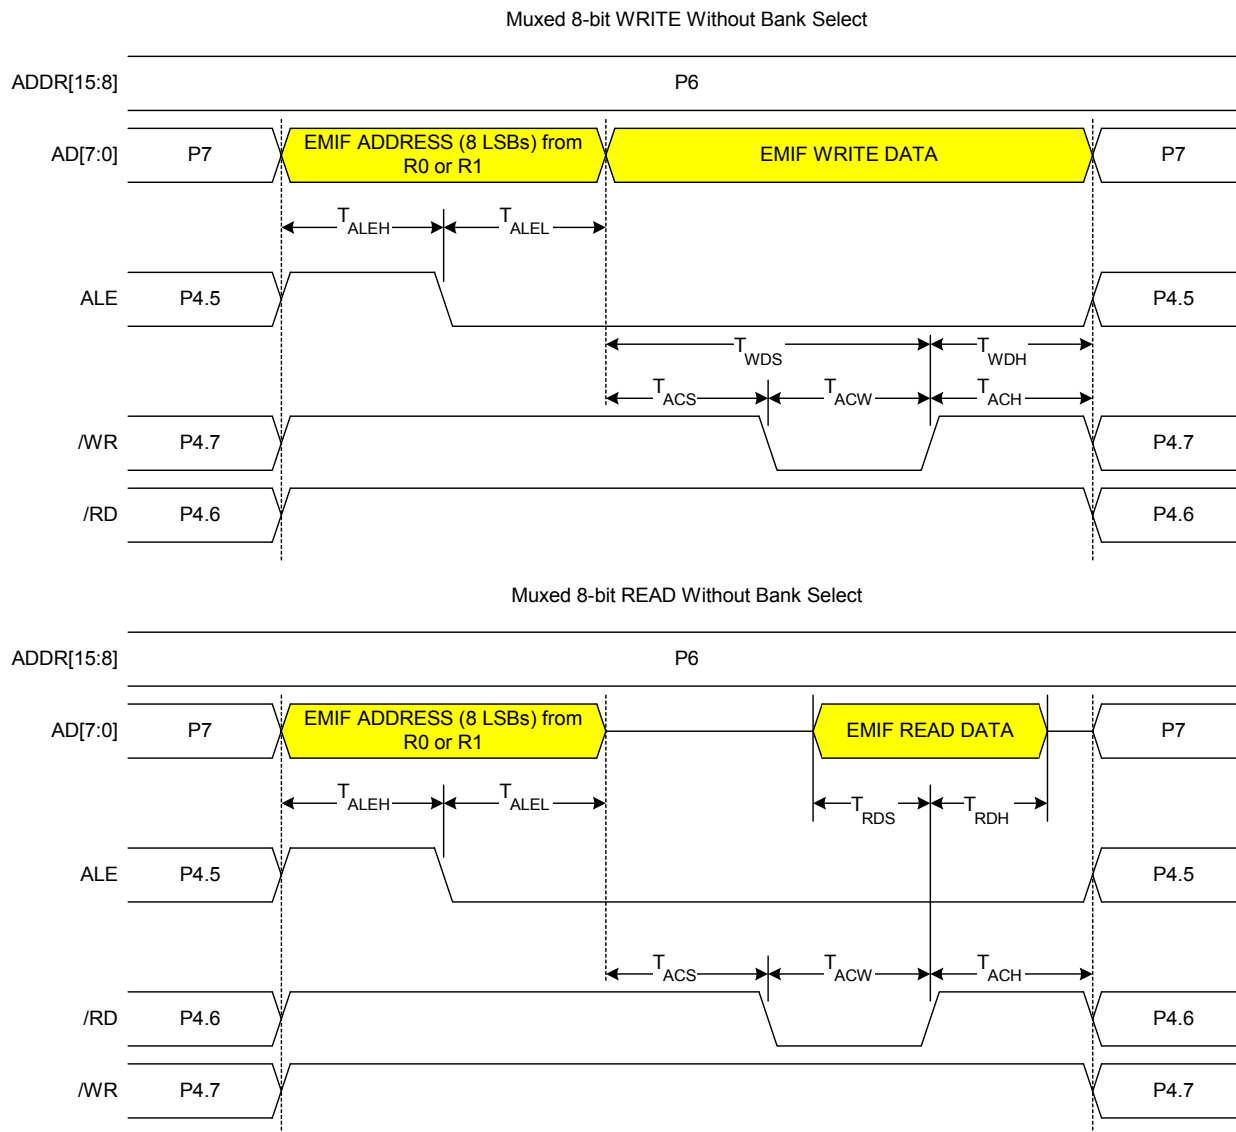 Muxed 8-bit WRITE Without Bank Select
ADDR[15:8] P6
AD[7:0] P7 EMIF ADDRESS (8 LSBs) from R0 or R1 EMIF WRITE DATA P7
TALEH TALEL
ALE P4.5 P4.5
TWDS TWDH
TACS TACW TACH
/WR P4.7 P4.7
/RD P4.6 P4.6
Muxed 8-bit READ Without Bank Select
ADDR[15:8] P6
AD[7:0] P7 EMIF ADDRESS (8 LSBs) from R0 or R1 EMIF READ DATA P7
TALEH TALEL TRDS TRDH
ALE P4.5 P4.5
TACS TACW TACH
/RD P4.6 P4.6
/WR P4.7 P4.7